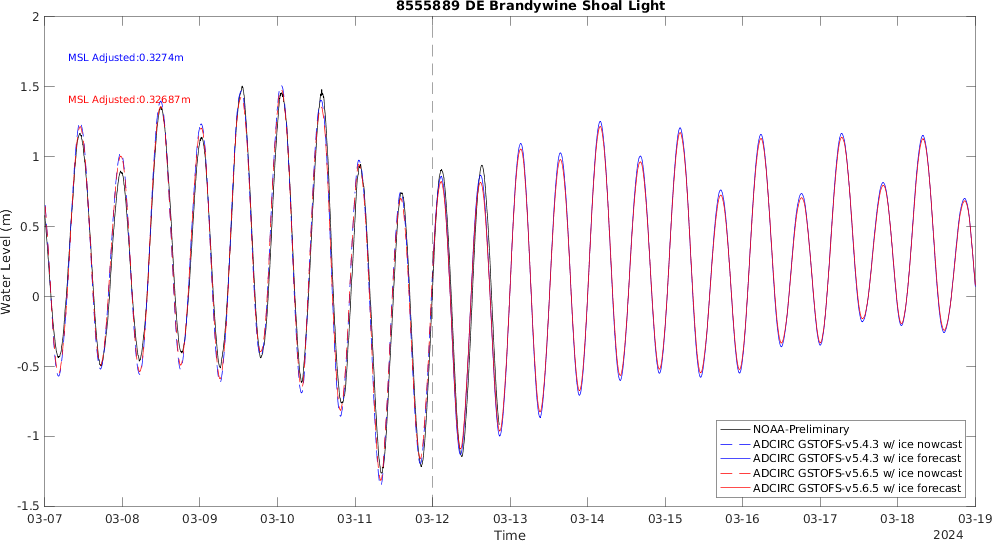 8555889 DE Brandywine Shoal Light
MSL Adjusted:0.3274m
MSL Adjusted:0.32687m
Water Level (m)
2
1.5
1
0.5
0
-0.5
-1
-1.5
NOAA-Preliminary
ADCIRC GSTOFS-v5.4.3 w/ ice nowcast
ADCIRC GSTOFS-v5.4.3 w/ ice forecast
ADCIRC GSTOFS-v5.6.5 w/ ice nowcast
ADCIRC GSTOFS-v5.6.5 w/ ice forecast
03-07 03-08 03-09 03-10 03-11 03-12 03-13 03-14 03-15 03-16 03-17 03-18 03-19
Time
2024